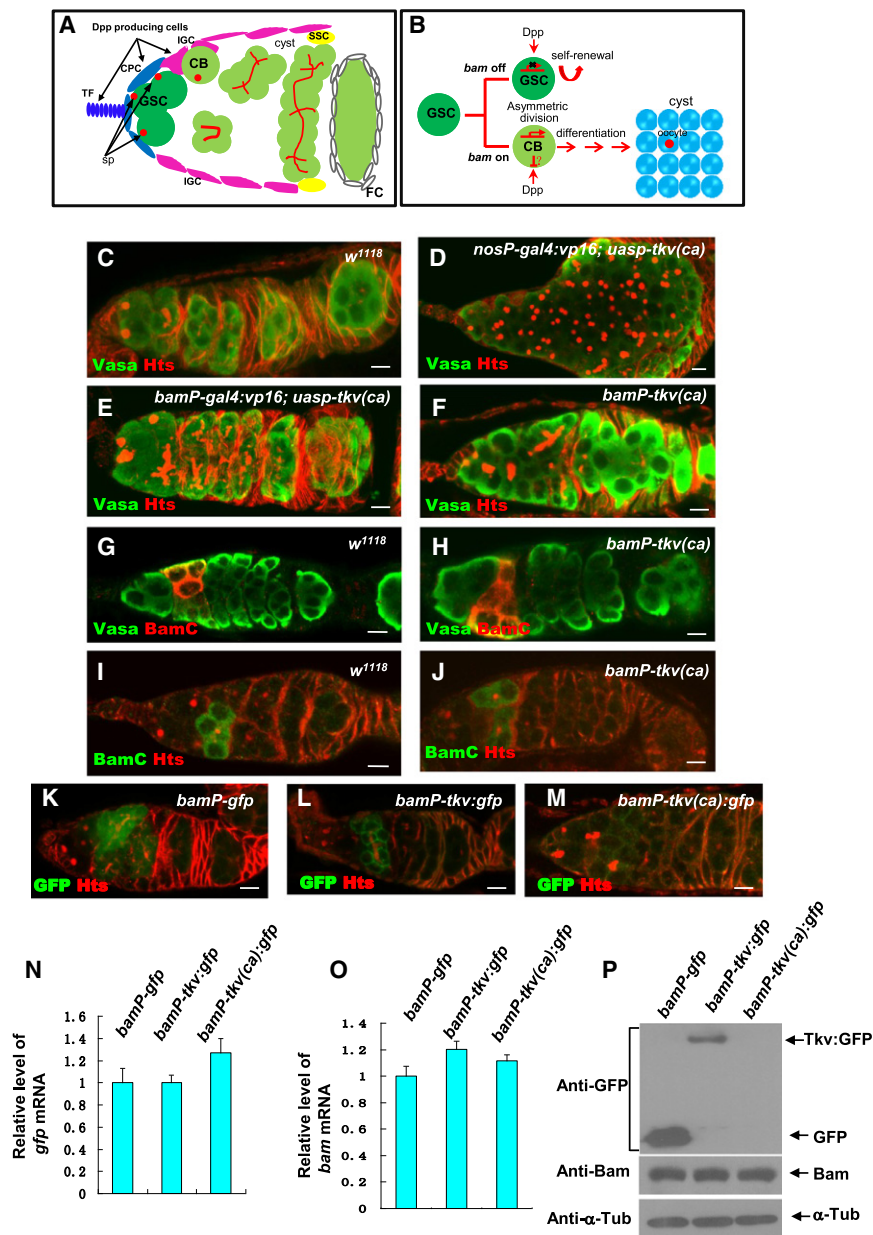 A
Dpp producing cells
IGC
cyst
SSC
CPC
CB
TF
GSC
sp
IGC
FC
B
Dpp
bam off
self-renewal
GSC
GSC
Asymmetric
division
cyst
differentiation
oocyte
CB
bam on
?
Dpp
C
w1118
Vasa Hts
D
nosP-gal4:vp16; uasp-tkv(ca)
Vasa Hts
E
bamP-gal4:vp16; uasp-tkv(ca)
Vasa Hts
F
bamP-tkv(ca)
Vasa Hts
G
w1118
Vasa BamC
H
bamP-tkv(ca)
Vasa BamC
I
w1118
BamC Hts
J
bamP-tkv(ca)
BamC Hts
K
bamP-gfp
GFP Hts
L
bamP-tkv:gfp
GFP Hts
M
bamP-tkv(ca):gfp
GFP Hts
N
bamP-gfp
bamP-tkv:gfp
bamP-tkv(ca):gfp
Relative level of
gfp mRNA
1. 6
1. 4
1. 2
1
0. 8
0. 6
0. 4
0. 2
0
O
bamP-gfp
bamP-tkv:gfp
bamP-tkv(ca):gfp
Relative level of
bam mRNA
1. 4
1. 2
1
0. 8
0. 6
0. 4
0. 2
0
P
bamP-gfp
bamP-tkv:gfp
bamP-tkv(ca):gfp
Tkv:GFP
Anti-GFP
GFP
Anti-Bam
Bam
Anti-α-Tub
α-Tub